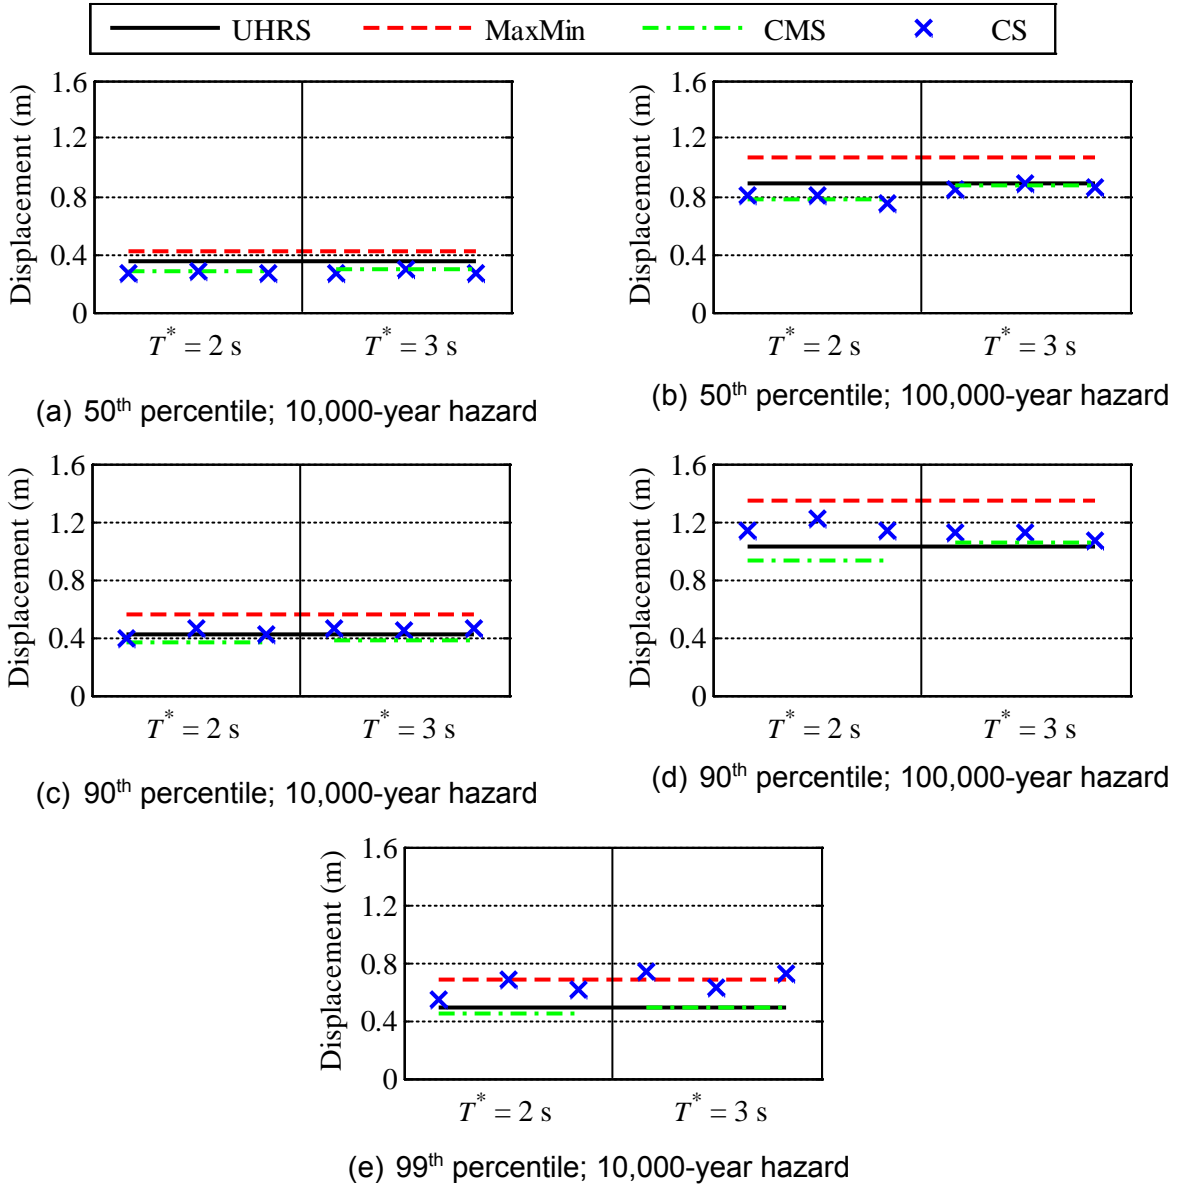 UHRS MaxMin CMS CS
Displacement (m)
1.6
1.2
0.8
0.4
0
T* = 2 s T* = 3 s
(a) 50th percentile; 10,000-year hazard
Displacement (m)
1.6
1.2
0.8
0.4
0
T* = 2 s T* = 3 s
(b) 50th percentile; 100,000-year hazard
Displacement (m)
1.6
1.2
0.8
0.4
0
T* = 2 s T* = 3 s
(c) 90th percentile; 10,000-year hazard
Displacement (m)
1.6
1.2
0.8
0.4
0
T* = 2 s T* = 3 s
(d) 90th percentile; 100,000-year hazard
Displacement (m)
1.6
1.2
0.8
0.4
0
T* = 2 s T* = 3 s
(e) 99th percentile; 10,000-year hazard